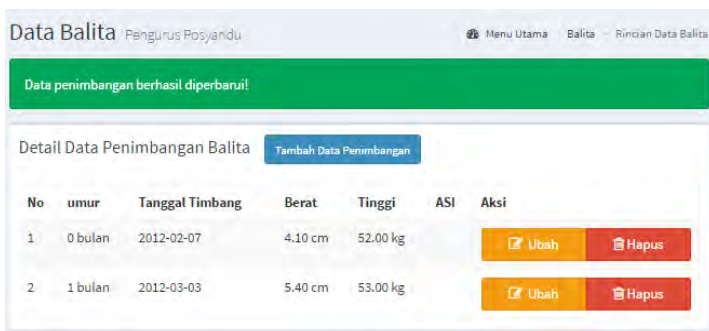 Data Balita Pengurus Posyandu Menu Utama Balita Rincian Data Balita
Data penimbangan berhasil diperbarui!
Detail Data Penimbangan Balita Tambah Data Penimbangan
No umur Tanggal Timbang Berat Tinggi ASI Aksi
1 0 bulan 2012-02-07 4.10 cm 52.00 kg Ubah Hapus
2 1 bulan 2012-03-03 5.40 cm 53.00 kg Ubah Hapus